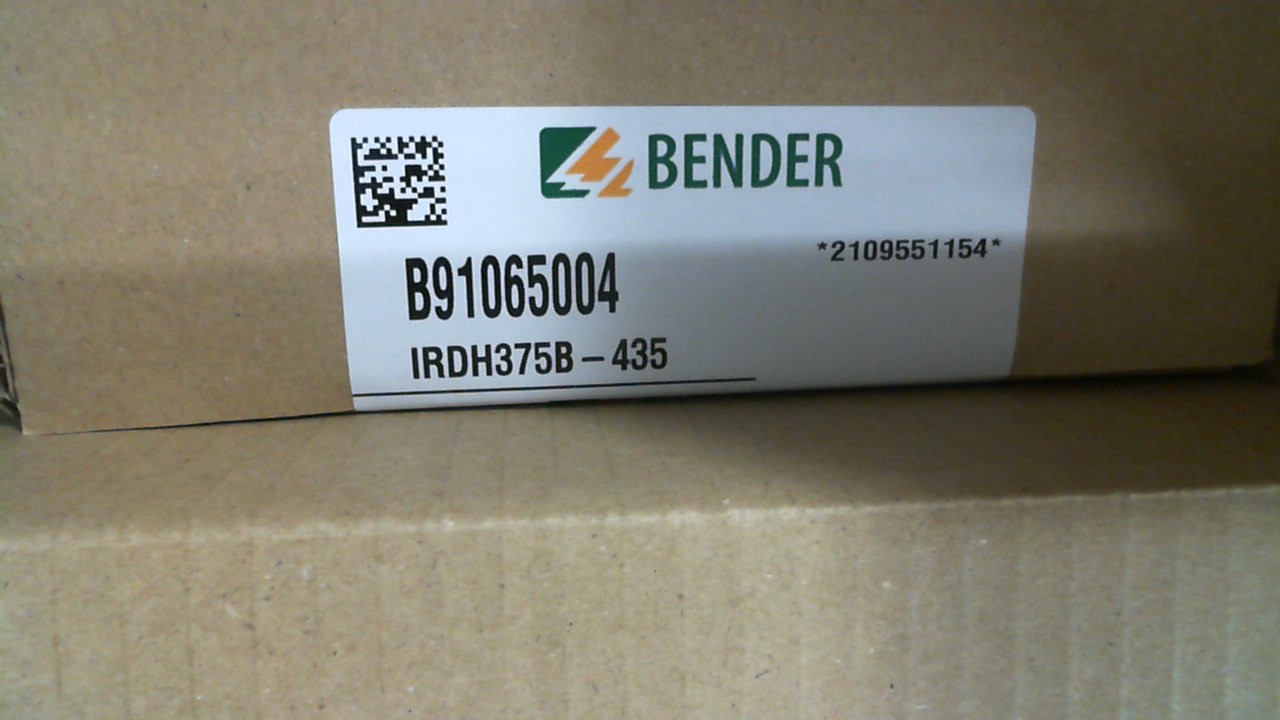 BENDER
*2109551154*
B91065004
IRDH375B – 435